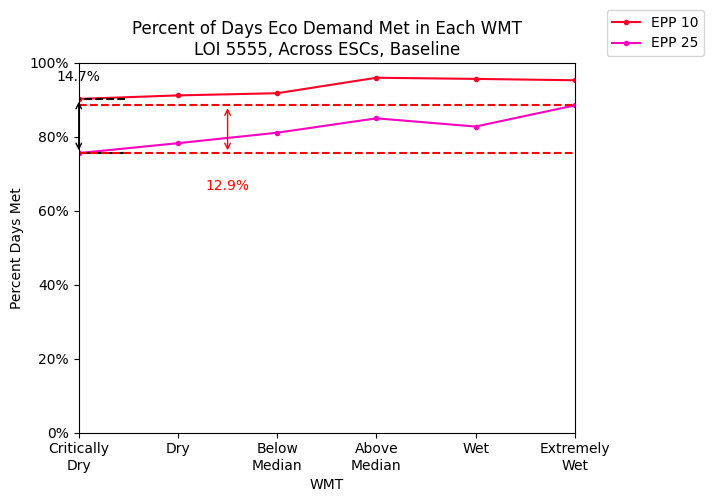 Percent of Days Eco Demand Met in Each WMT
LOI 5555, Across ESCs, Baseline
EPP 10
EPP 25
100%
80%
60%
40%
20%
0%
Percent Days Met
14.7%
12.9%
Critically
Dry
Dry
Below
Median
Above
Median
Wet
Extremely
Wet
WMT